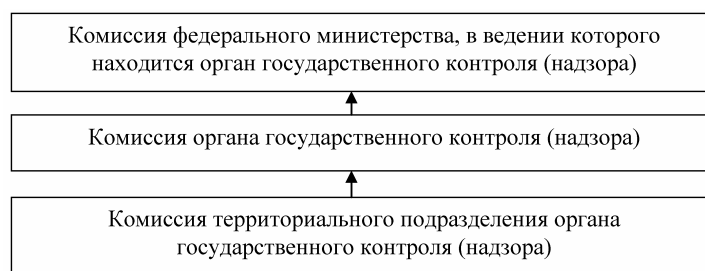 Комиссия федерального министерства, в ведении которого
находится орган государственного контроля (надзора)
Комиссия органа государственного контроля (надзора)
Комиссия территориального подразделения органа
государственного контроля (надзора)